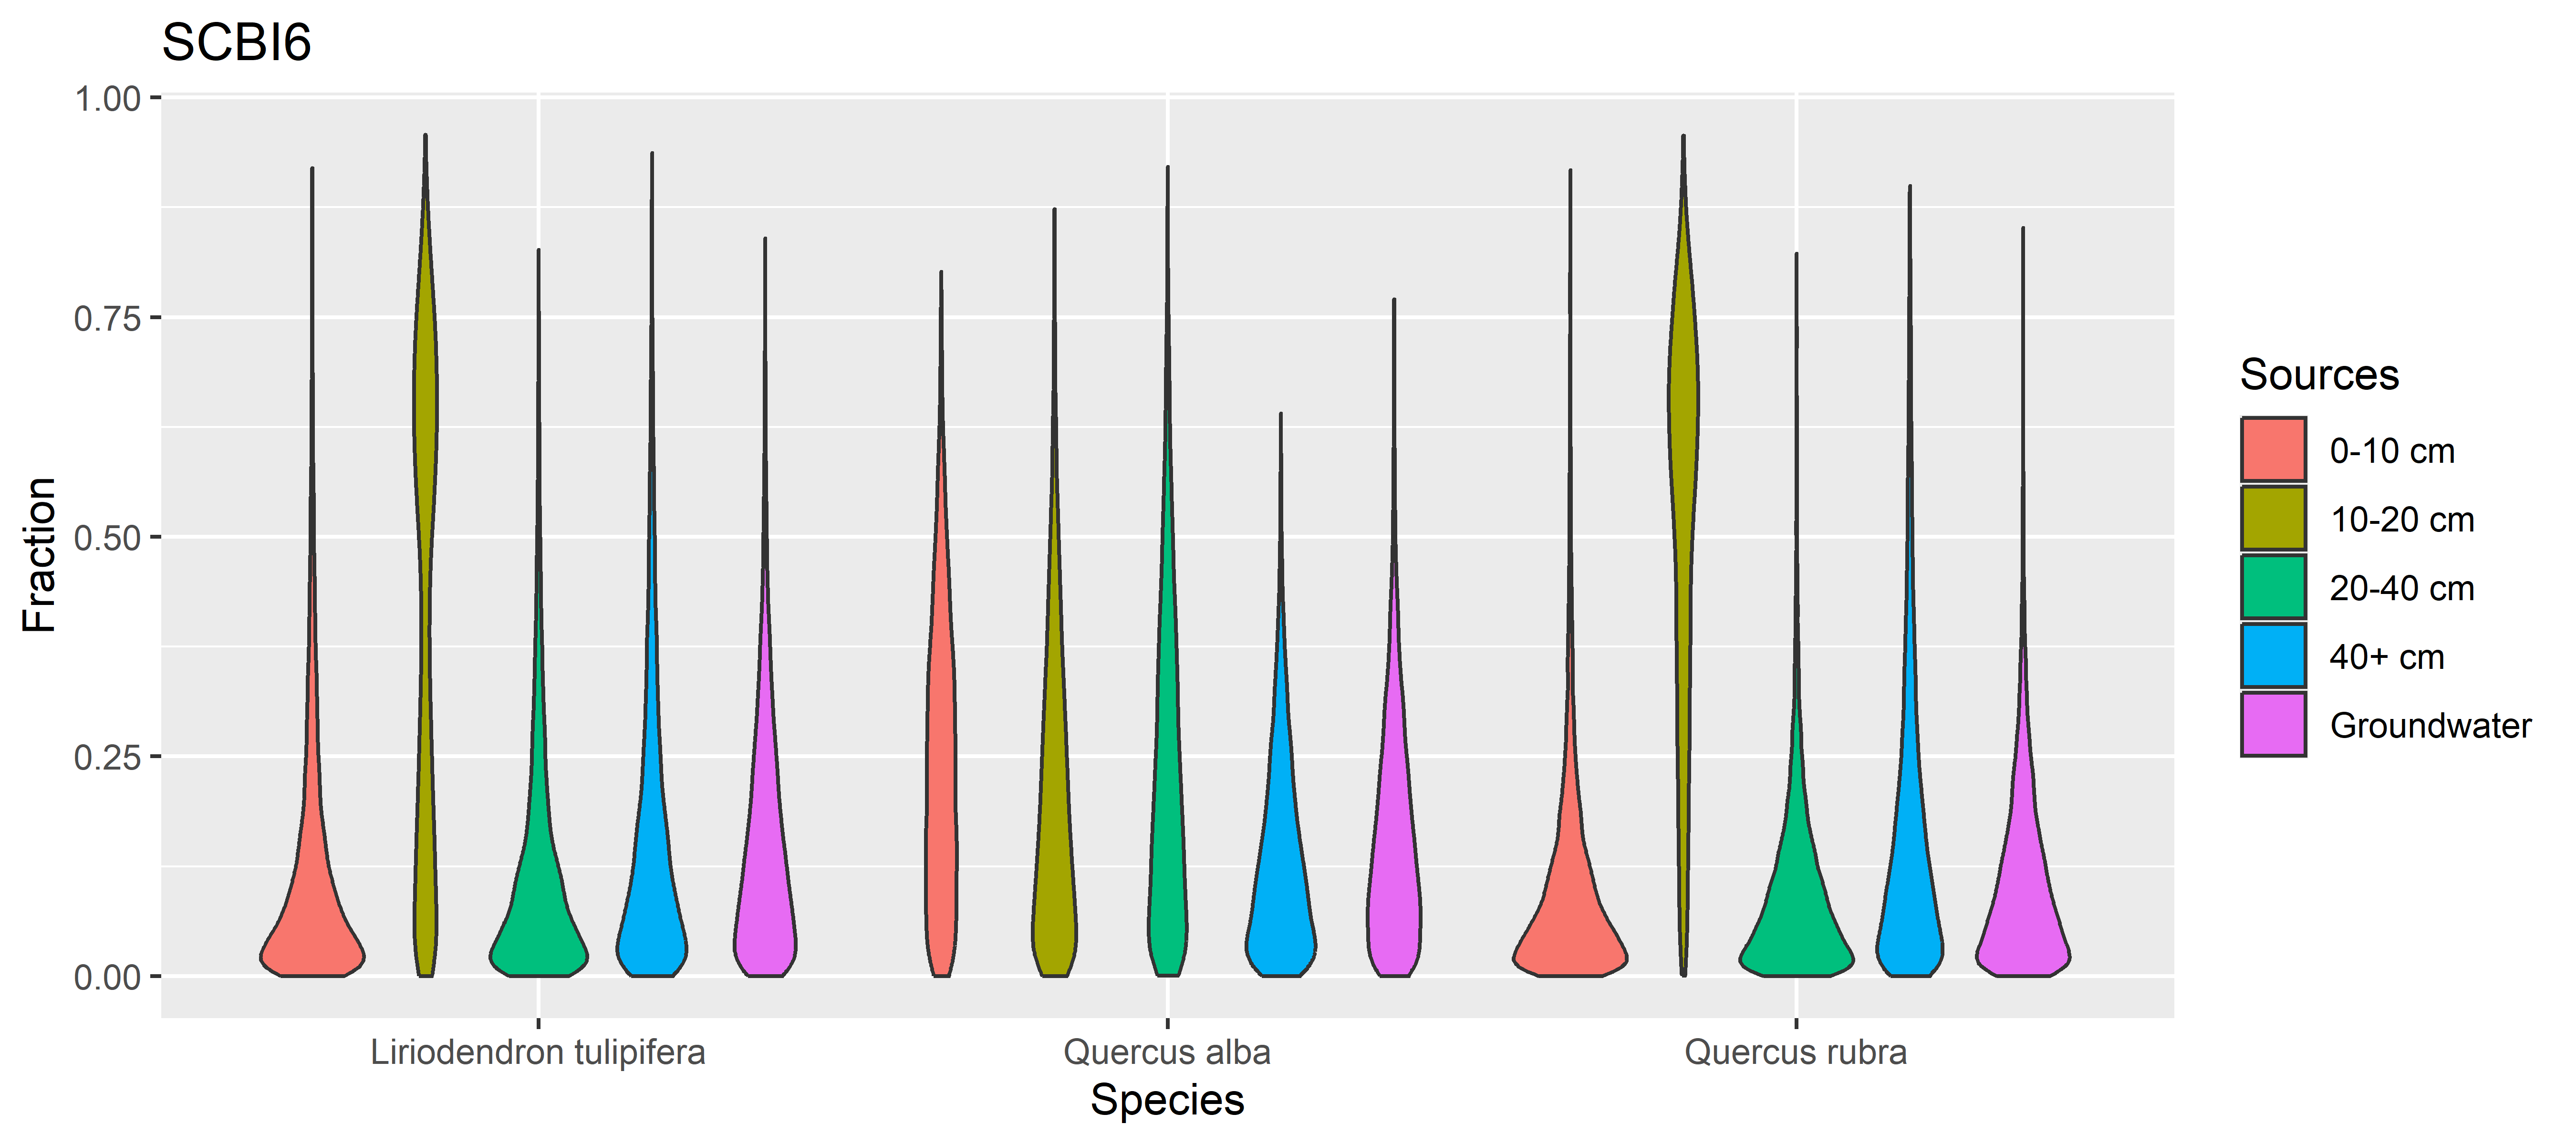 SCBI6
1.00
0.75
0.50
0.25
0.00
Fraction
Liriodendron tulipifera
Quercus alba
Quercus rubra
Species
Sources
0-10 cm
10-20 cm
20-40 cm
40+ cm
Groundwater